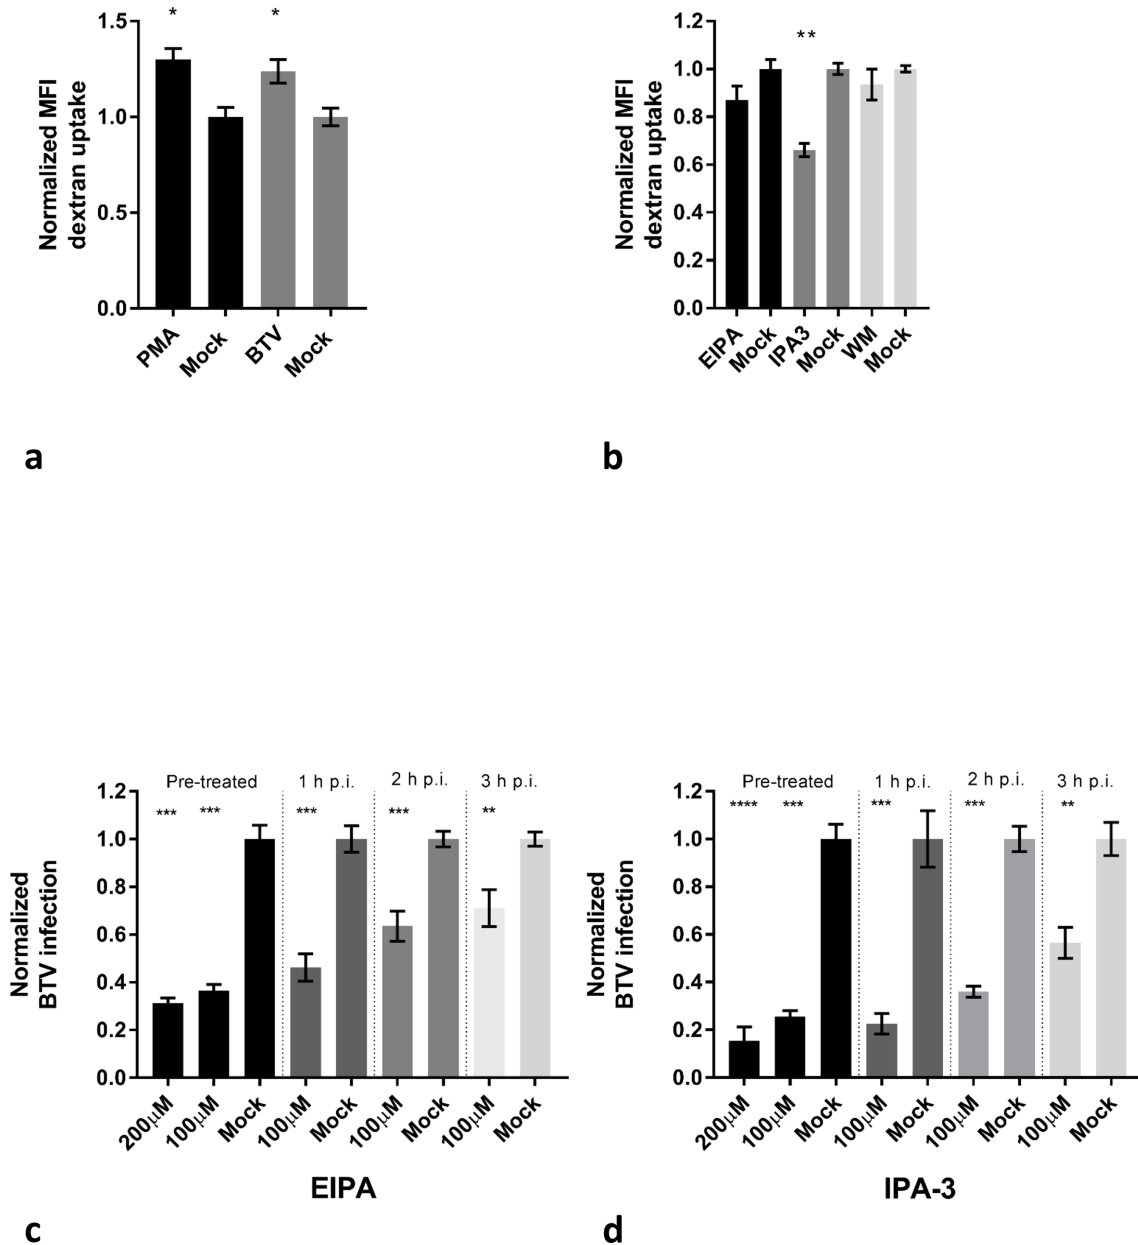 *
*
1.5
1.0
0.5
0.0
Normalized MFI
dextran uptake
PMA
Mock
BTV
Mock
a
**
1.2
1.0
0.8
0.6
0.4
0.2
0.0
Normalized MFI
dextran uptake
EIPA
Mock
IPA3
Mock
WM
Mock
b
Pre-treated
1 h p.i.
2 h p.i.
3 h p.i.
***
***
***
***
**
1.2
1.0
0.8
0.6
0.4
0.2
0.0
Normalized
BTV infection
200μM
100μM
Mock
100μM
Mock
100μM
Mock
100μM
Mock
EIPA
c
Pre-treated
1 h p.i.
2 h p.i.
3 h p.i.
****
***
***
***
**
1.2
1.0
0.8
0.6
0.4
0.2
0.0
Normalized
BTV infection
200μM
100μM
Mock
100μM
Mock
100μM
Mock
100μM
Mock
IPA-3
d